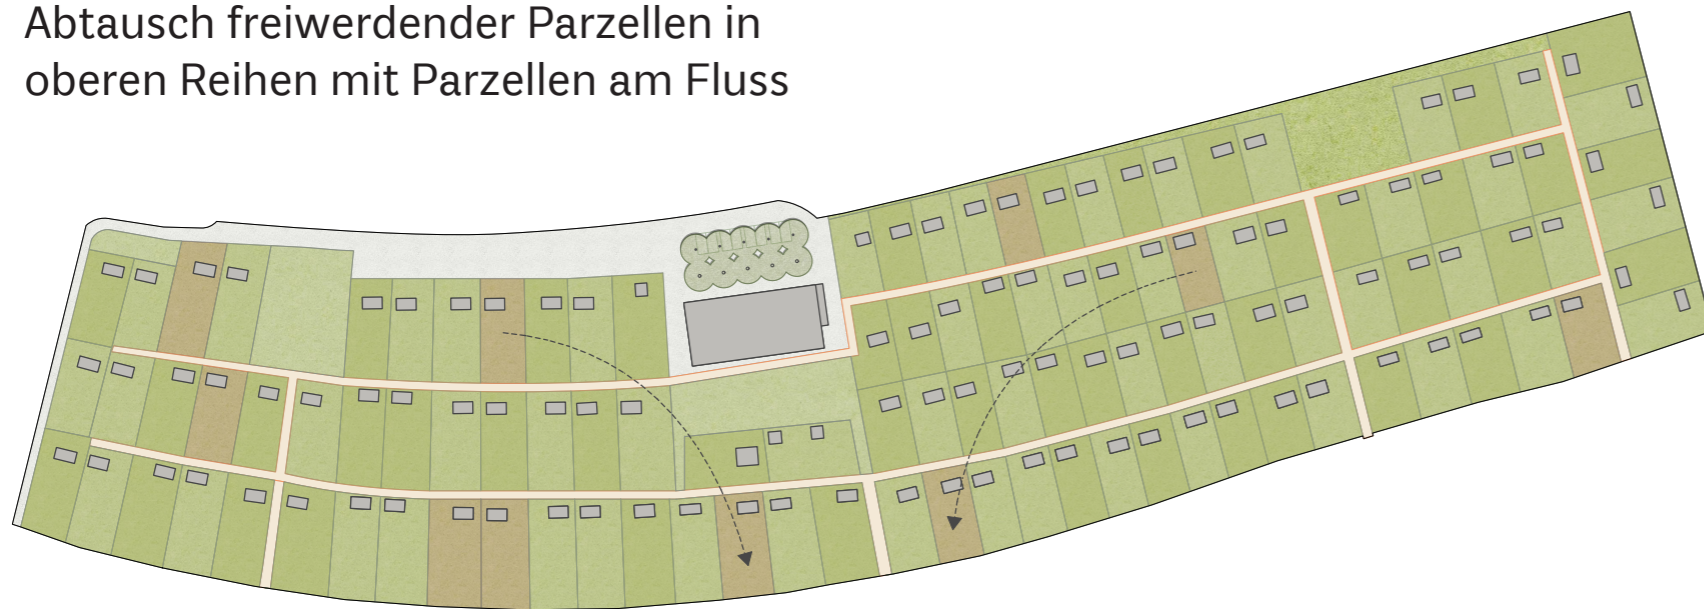 Abtausch freiwerdender Parzellen in
oberen Reihen mit Parzellen am Fluss